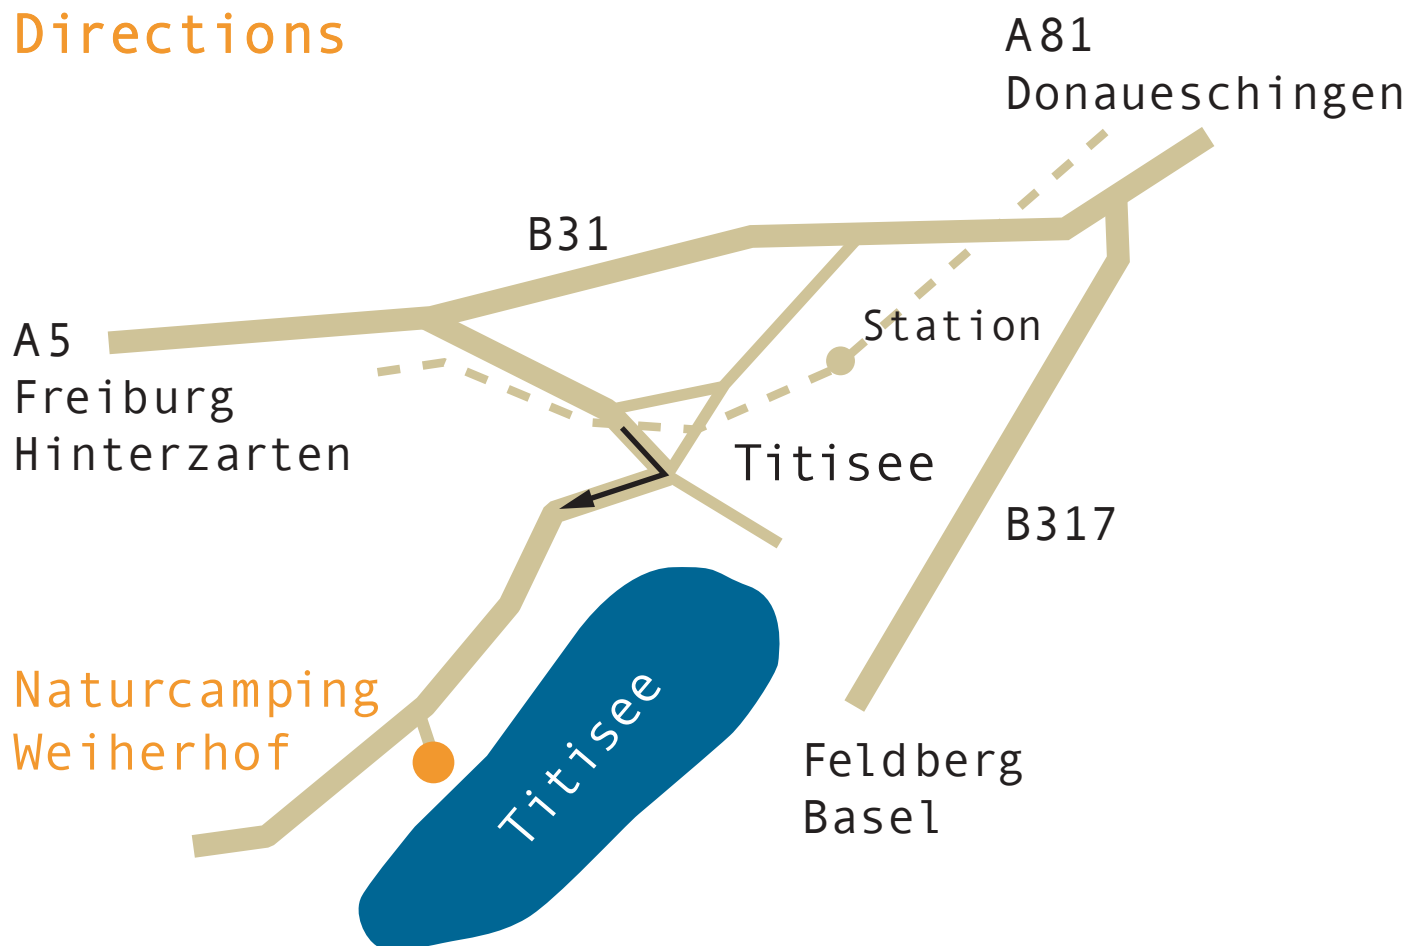 Directions
A81
Donaueschingen
B31
Station
A5
Freiburg
Hinterzarten
Titisee
B317
Naturcamping
Weiherhof
Titisee
Feldberg
Basel